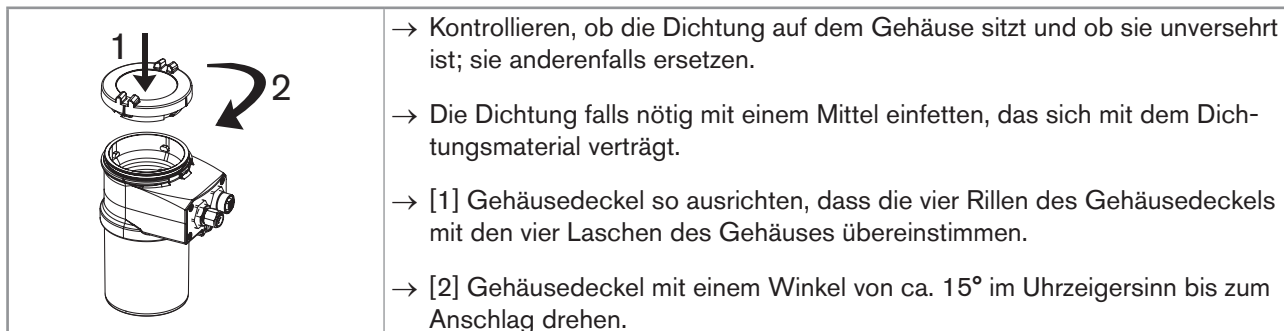 1
2
→ Kontrollieren, ob die Dichtung auf dem Gehäuse sitzt und ob sie unversehrt
ist; sie anderenfalls ersetzen.
→ Die Dichtung falls nötig mit einem Mittel einfetten, das sich mit dem Dich-
tungsmaterial verträgt.
→ [1] Gehäusedeckel so ausrichten, dass die vier Rillen des Gehäusedeckels
mit den vier Laschen des Gehäuses übereinstimmen.
→ [2] Gehäusedeckel mit einem Winkel von ca. 15° im Uhrzeigersinn bis zum
Anschlag drehen.